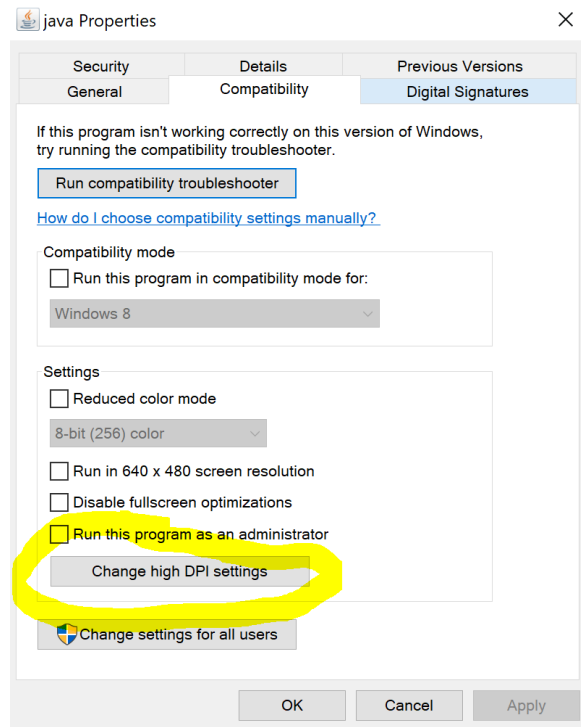 java Properties
Security Details Previous Versions
General Compatibility Digital Signatures
If this program isn't working correctly on this version of Windows,
try running the compatibility troubleshooter.
Run compatibility troubleshooter
How do I choose compatibility settings manually?
Compatibility mode
Run this program in compatibility mode for:
Windows 8
Settings
Reduced color mode
8-bit (256) color
Run in 640 x 480 screen resolution
Disable fullscreen optimizations
Run this program as an administrator
Change high DPI settings
Change settings for all users
OK Cancel Apply